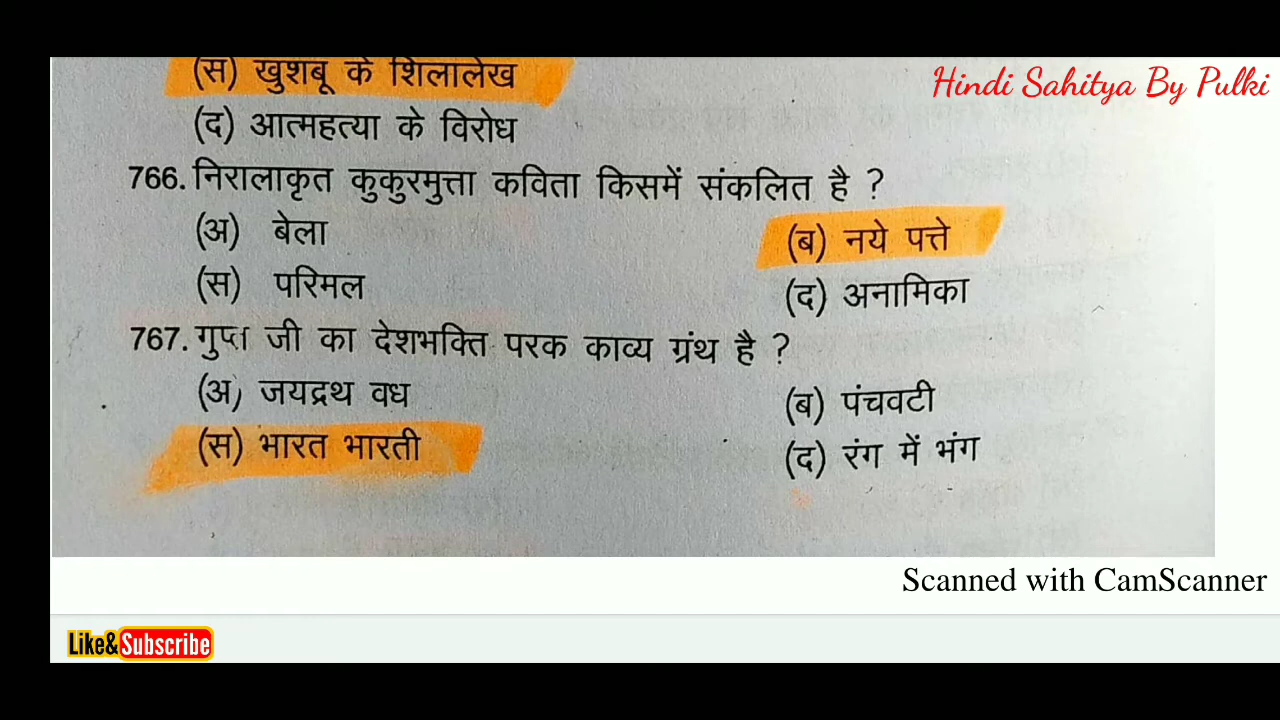 (स) खुशबू के शिलालेख
Hindi Sahitya By Pulki
(द) आत्महत्या के विरोध
766. निरालाकृत कुकुरमुत्ता कविता किसमें संकलित है ?
(अ) बेला (ब) नये पत्ते
(स) परिमल (द) अनामिका
767. गुप्त जी का देशभक्ति परक काव्य ग्रंथ है ?
(अ) जयद्रथ वध (ब) पंचवटी
(स) भारत भारती (द) रंग में भंग
Scanned with CamScanner
Like& Subscribe